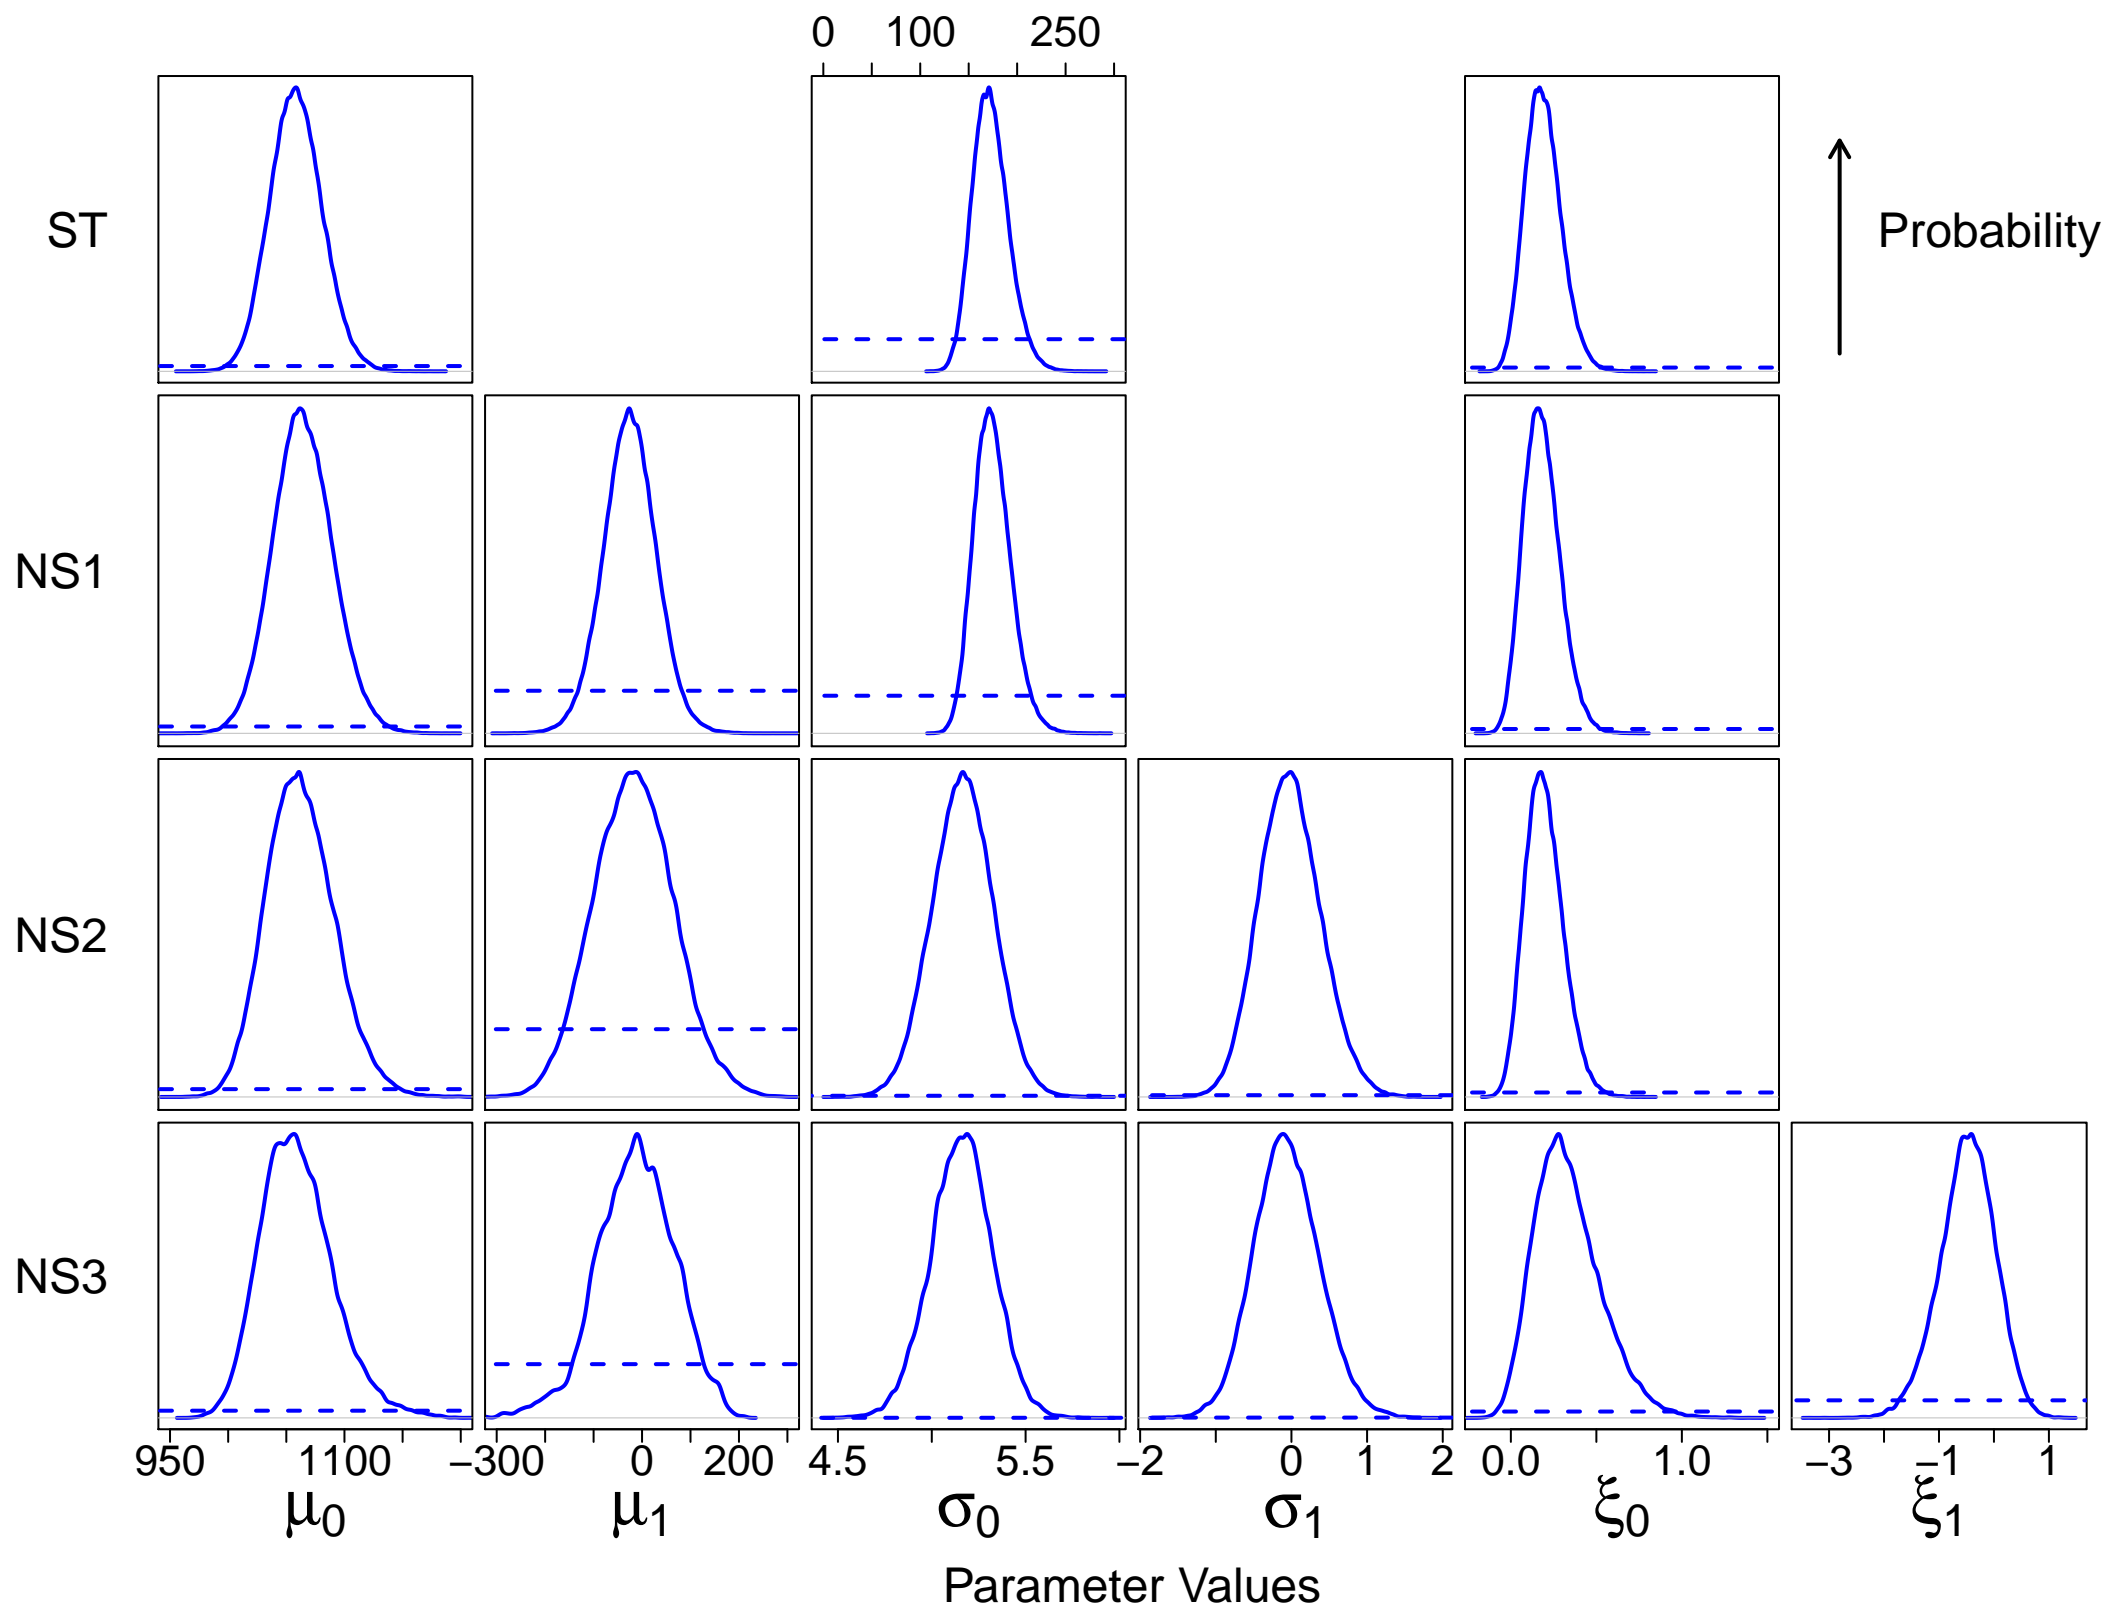 0 100 250
ST
Probability
NS1
NS2
NS3
950 1100 −300 0 200 4.5 5.5 −2 0 1 2 0.0 1.0 −3 −1 1
μ0 μ1 σ0 σ1 ξ0 ξ1
Parameter Values